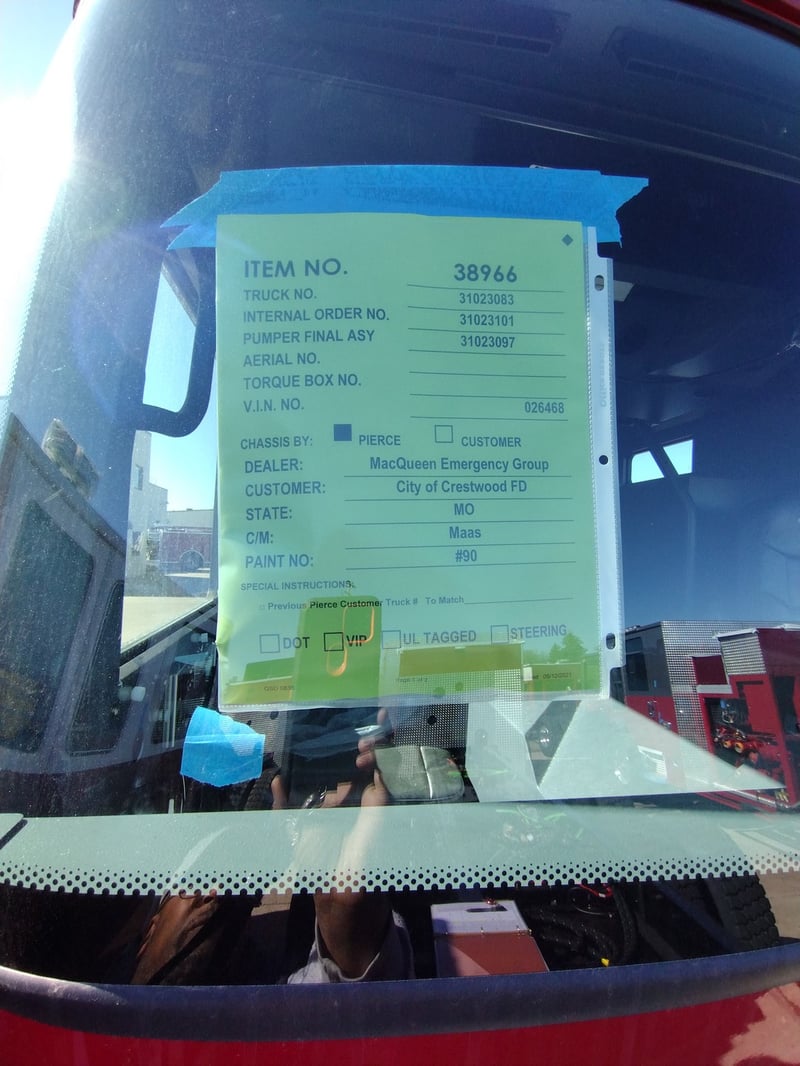 ITEM NO. 38966
TRUCK NO. 31023083
INTERNAL ORDER NO. 31023101
PUMPER FINAL ASY 31023097
AERIAL NO.
TORQUE BOX NO.
V.I.N. NO. 026468
CHASSIS BY: PIERCE CUSTOMER
DEALER: MacQueen Emergency Group
CUSTOMER: City of Crestwood FD
STATE: MO
C/M: Maas
PAINT NO: #90
SPECIAL INSTRUCTIONS:
Previous Pierce Customer Truck # To Match
DOT VIP UL TAGGED STEERING